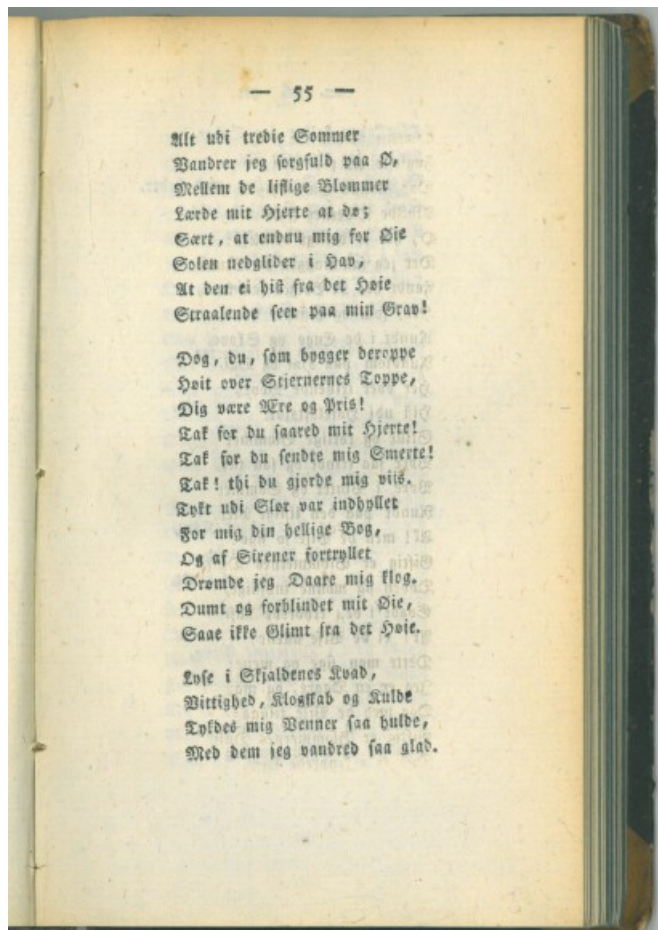 — 55 —
Alt udi tredie Sommer
Vandrer jeg sorgfuld paa Ø,
Mellem de liflige Blommer
Lærde mit Hjerte at døe;
Sært, at endnu mig for Øie
Solen nedglider i Hav,
At den ei hist fra det Høie
Straalende seer paa min Grav!
Dog, du, som bygger deroppe
Høit over Stjernernes Toppe,
Dig være Ære og Pris!
Tak for du saared mit Hjerte!
Tak for du sendte mig Smerte!
Tak! thi du gjorde mig viis.
Tykt udi Slør var indhyllet
For mig din hellige Bog,
Og af Sirener fortryllet
Drømde jeg Daare mig klog.
Dumt og forblindet mit Øie,
Saae ikke Glimt fra det Høie.
Lyse i Skjaldenes Kvad,
Vittighed, Klogskab og Kulde
Tykdes mig Venner saa hulde,
Med dem jeg vandred saa glad.